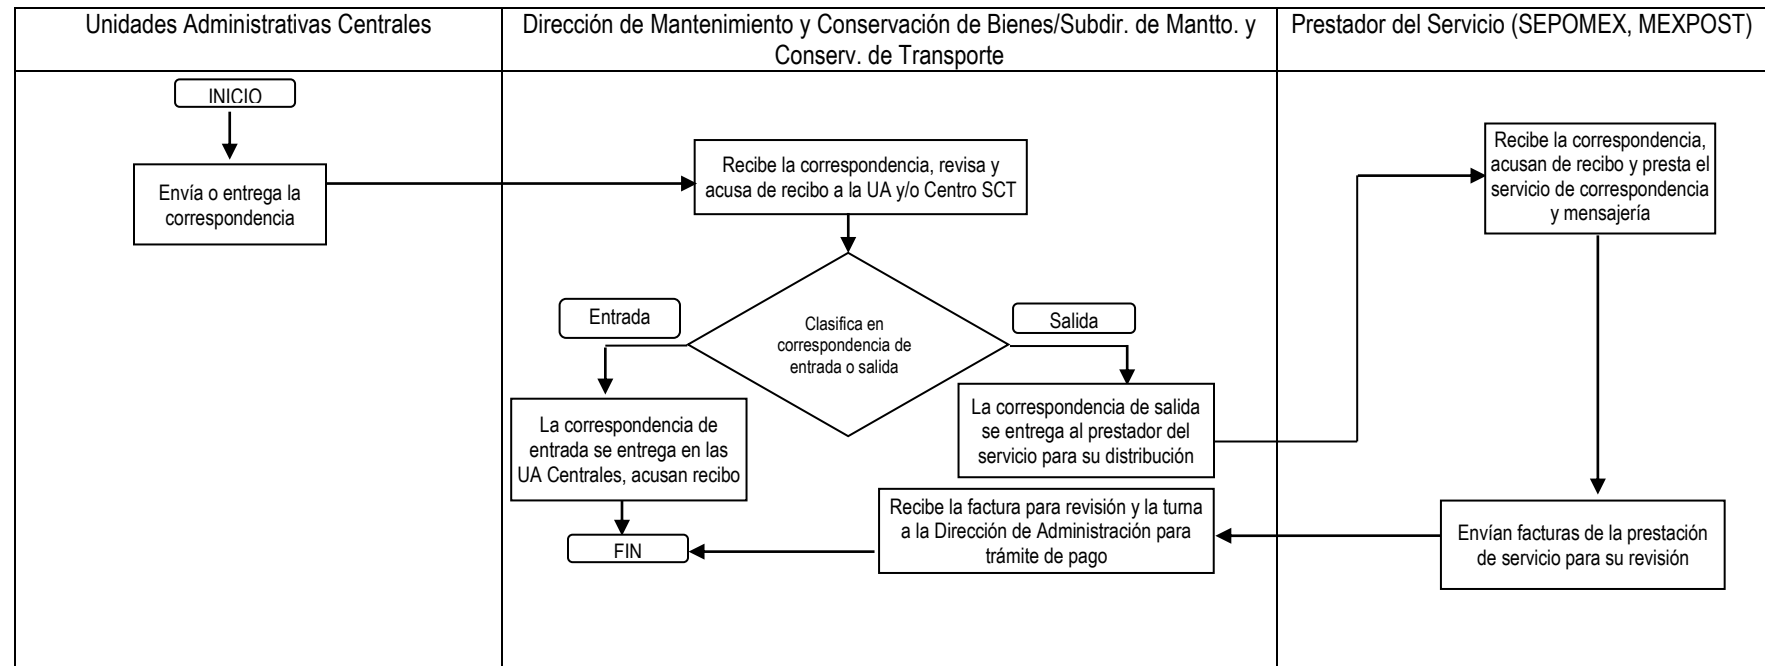 Unidades Administrativas Centrales
Dirección de Mantenimiento y Conservación de Bienes/Subdir. de Mantto. y
Conserv. de Transporte
Prestador del Servicio (SEPOMEX, MEXPOST)
INICIO
Envía o entrega la
correspondencia
Recibe la correspondencia, revisa y
acusa de recibo a la UA y/o Centro SCT
Recibe la correspondencia,
acusan de recibo y presta el
servicio de correspondencia
y mensajería
Entrada
Clasifica en
correspondencia de
entrada o salida
Salida
La correspondencia de
entrada se entrega en las
UA Centrales, acusan recibo
La correspondencia de salida
se entrega al prestador del
servicio para su distribución
Recibe la factura para revisión y la turna
a la Dirección de Administración para
trámite de pago
Envían facturas de la prestación
de servicio para su revisión
FIN